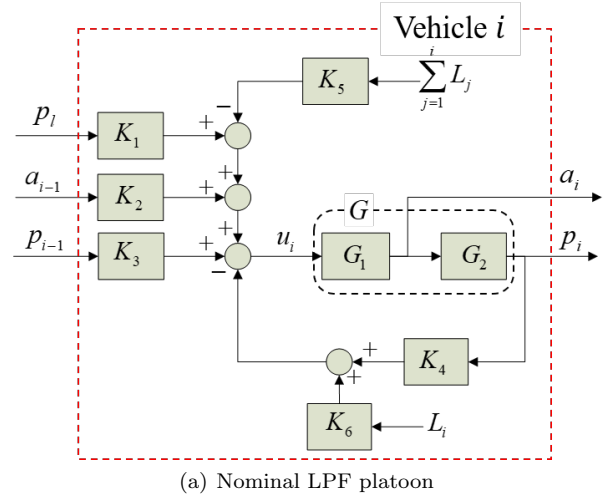 Vehicle i
K₅
i
∑ L_j
j=1
−
p_l
K₁
+
a_{i−1}
K₂
+
+
a_i
p_{i−1}
K₃
+
+
−
u_i
G
G₁
G₂
p_i
+
K₄
+
K₆
L_i
(a) Nominal LPF platoon